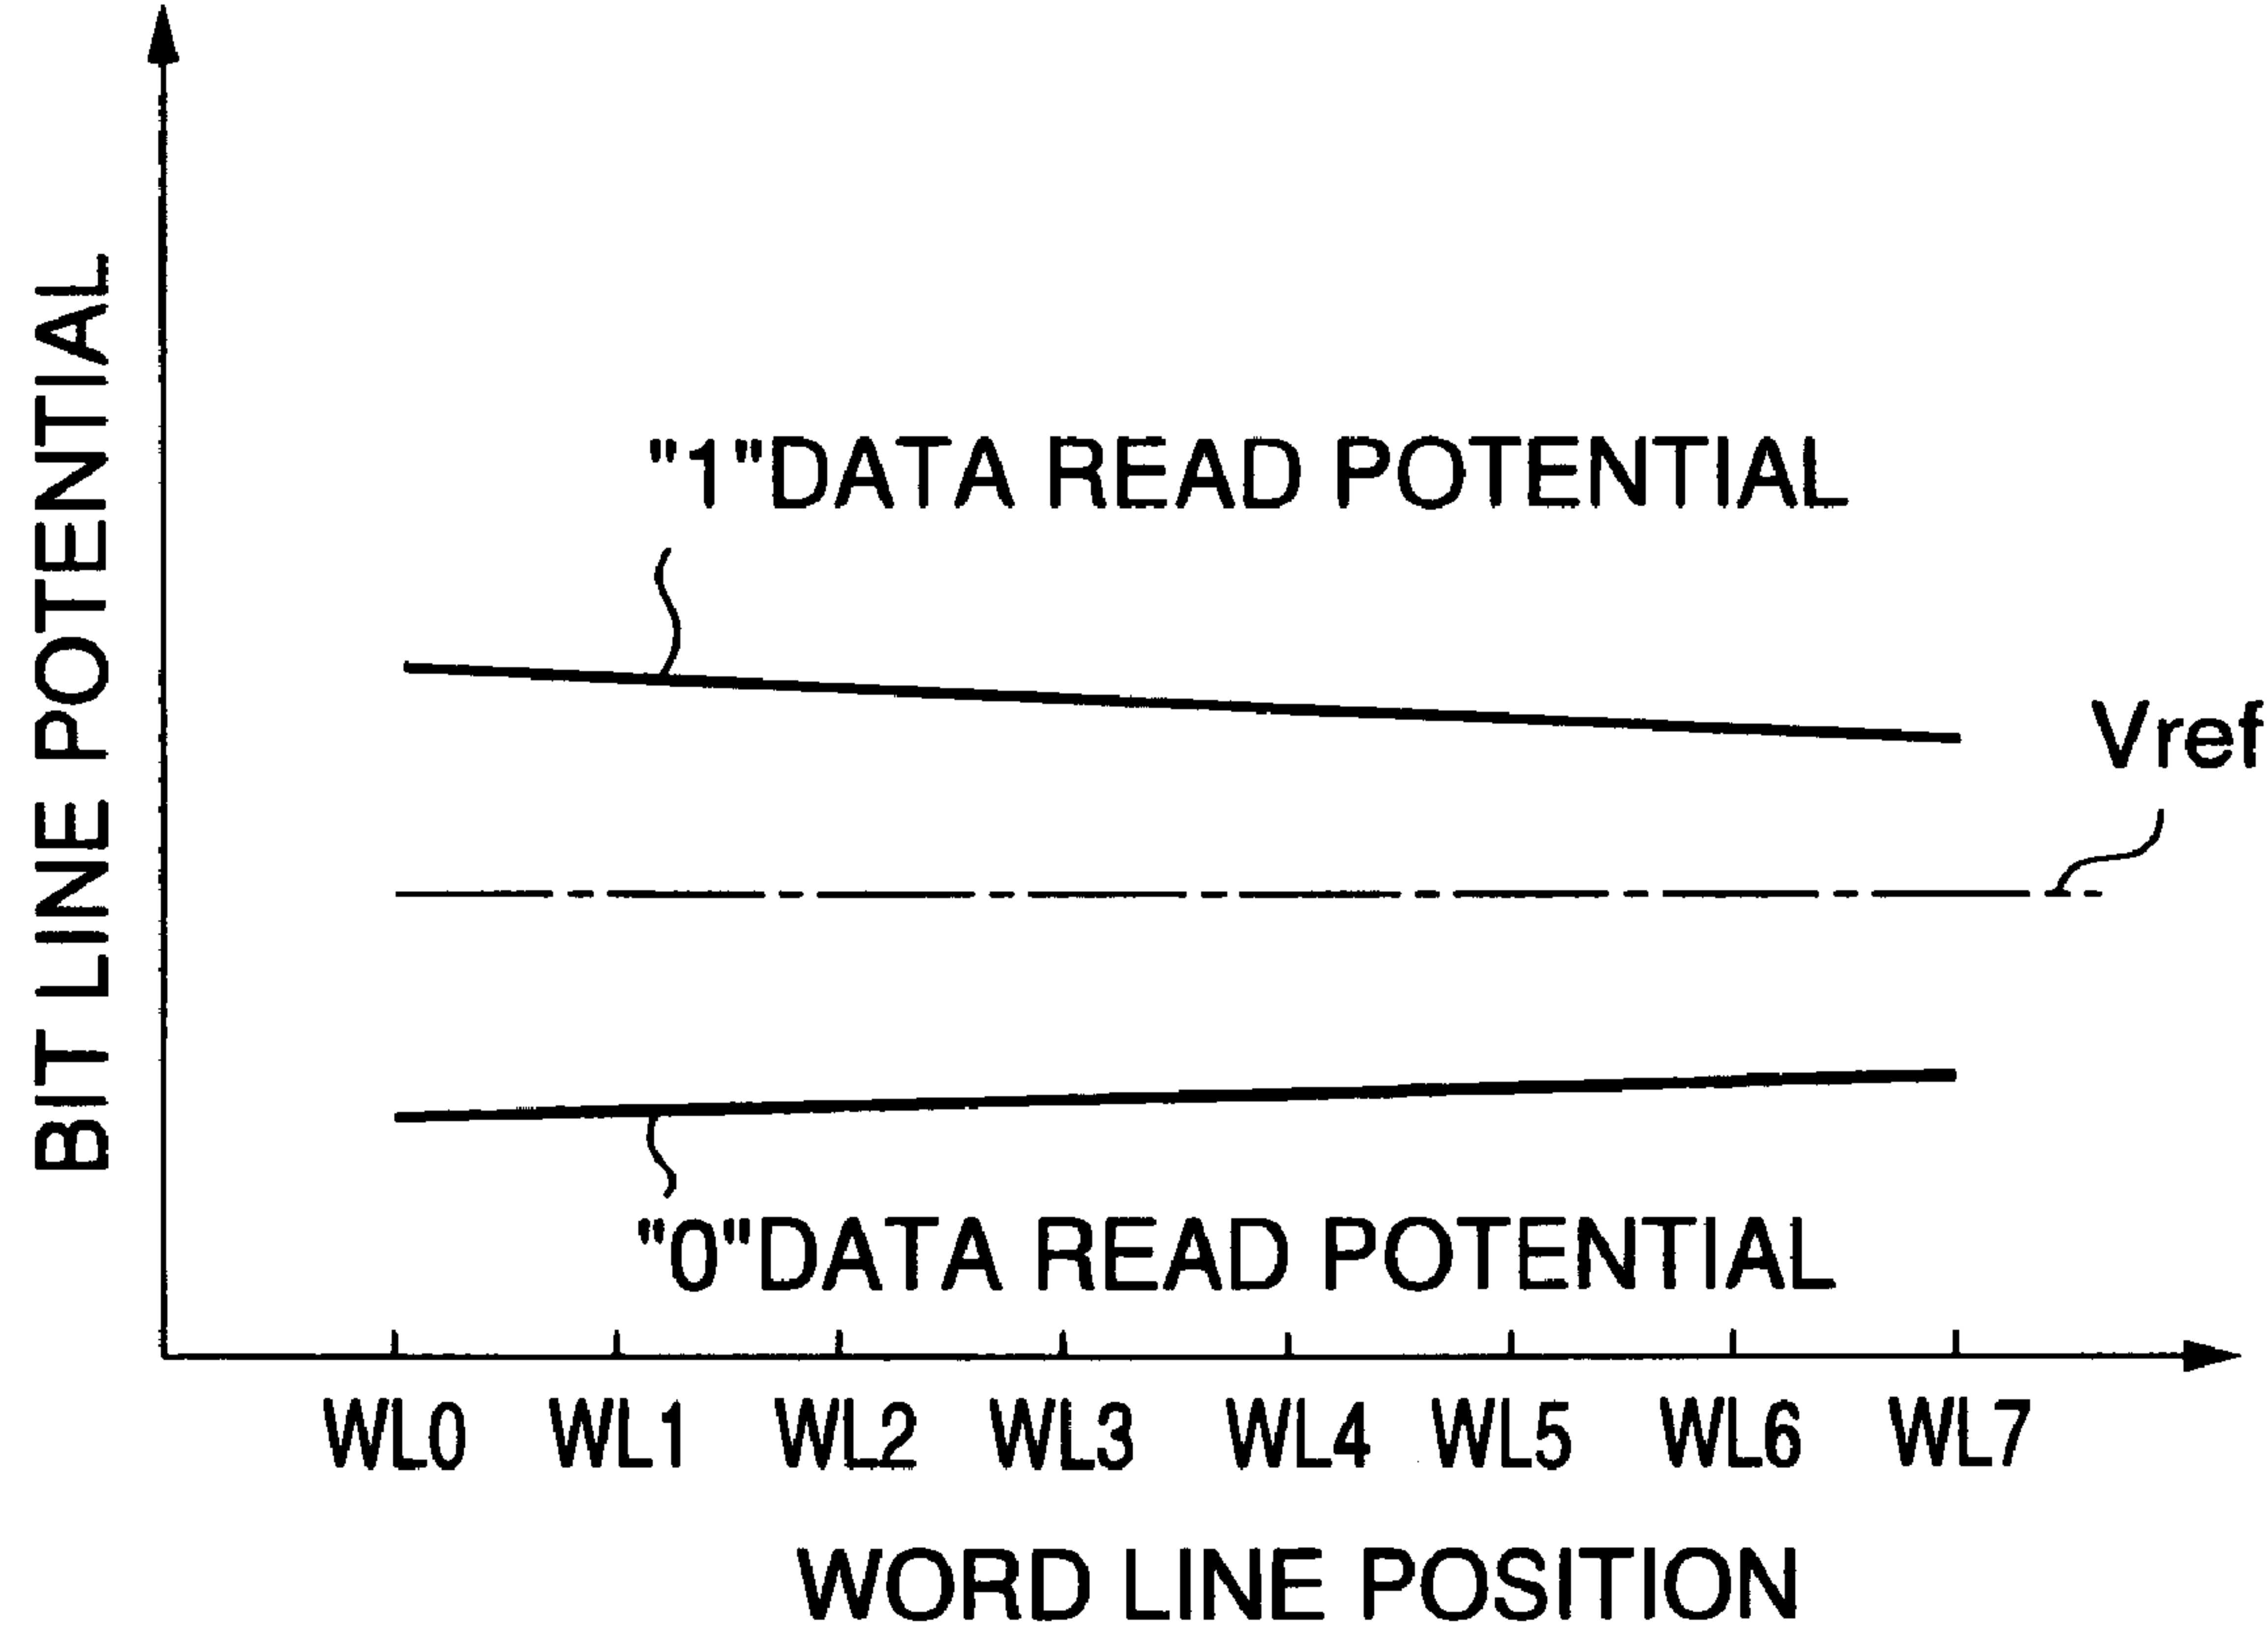 BIT LINE POTENTIAL
"1"DATA READ POTENTIAL
Vref
"0"DATA READ POTENTIAL
WL0 WL1 WL2 WL3 WL4 WL5 WL6 WL7
WORD LINE POSITION